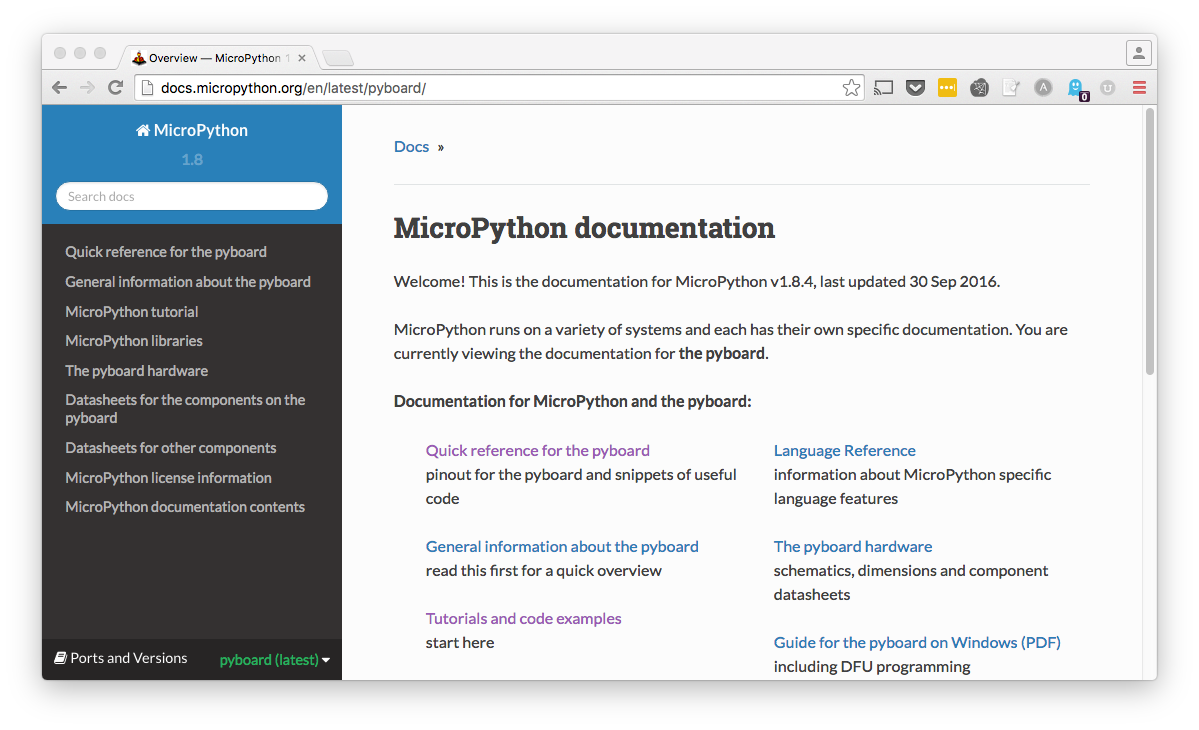 Overview — MicroPython 1
docs.micropython.org/en/latest/pyboard/
A
0
U
MicroPython
1.8
Search docs
Quick reference for the pyboard
General information about the pyboard
MicroPython tutorial
MicroPython libraries
The pyboard hardware
Datasheets for the components on the
pyboard
Datasheets for other components
MicroPython license information
MicroPython documentation contents
Ports and Versions
pyboard (latest)
Docs »
MicroPython documentation
Welcome! This is the documentation for MicroPython v1.8.4, last updated 30 Sep 2016.
MicroPython runs on a variety of systems and each has their own specific documentation. You are
currently viewing the documentation for the pyboard.
Documentation for MicroPython and the pyboard:
Quick reference for the pyboard
pinout for the pyboard and snippets of useful
code
General information about the pyboard
read this first for a quick overview
Tutorials and code examples
start here
Language Reference
information about MicroPython specific
language features
The pyboard hardware
schematics, dimensions and component
datasheets
Guide for the pyboard on Windows (PDF)
including DFU programming